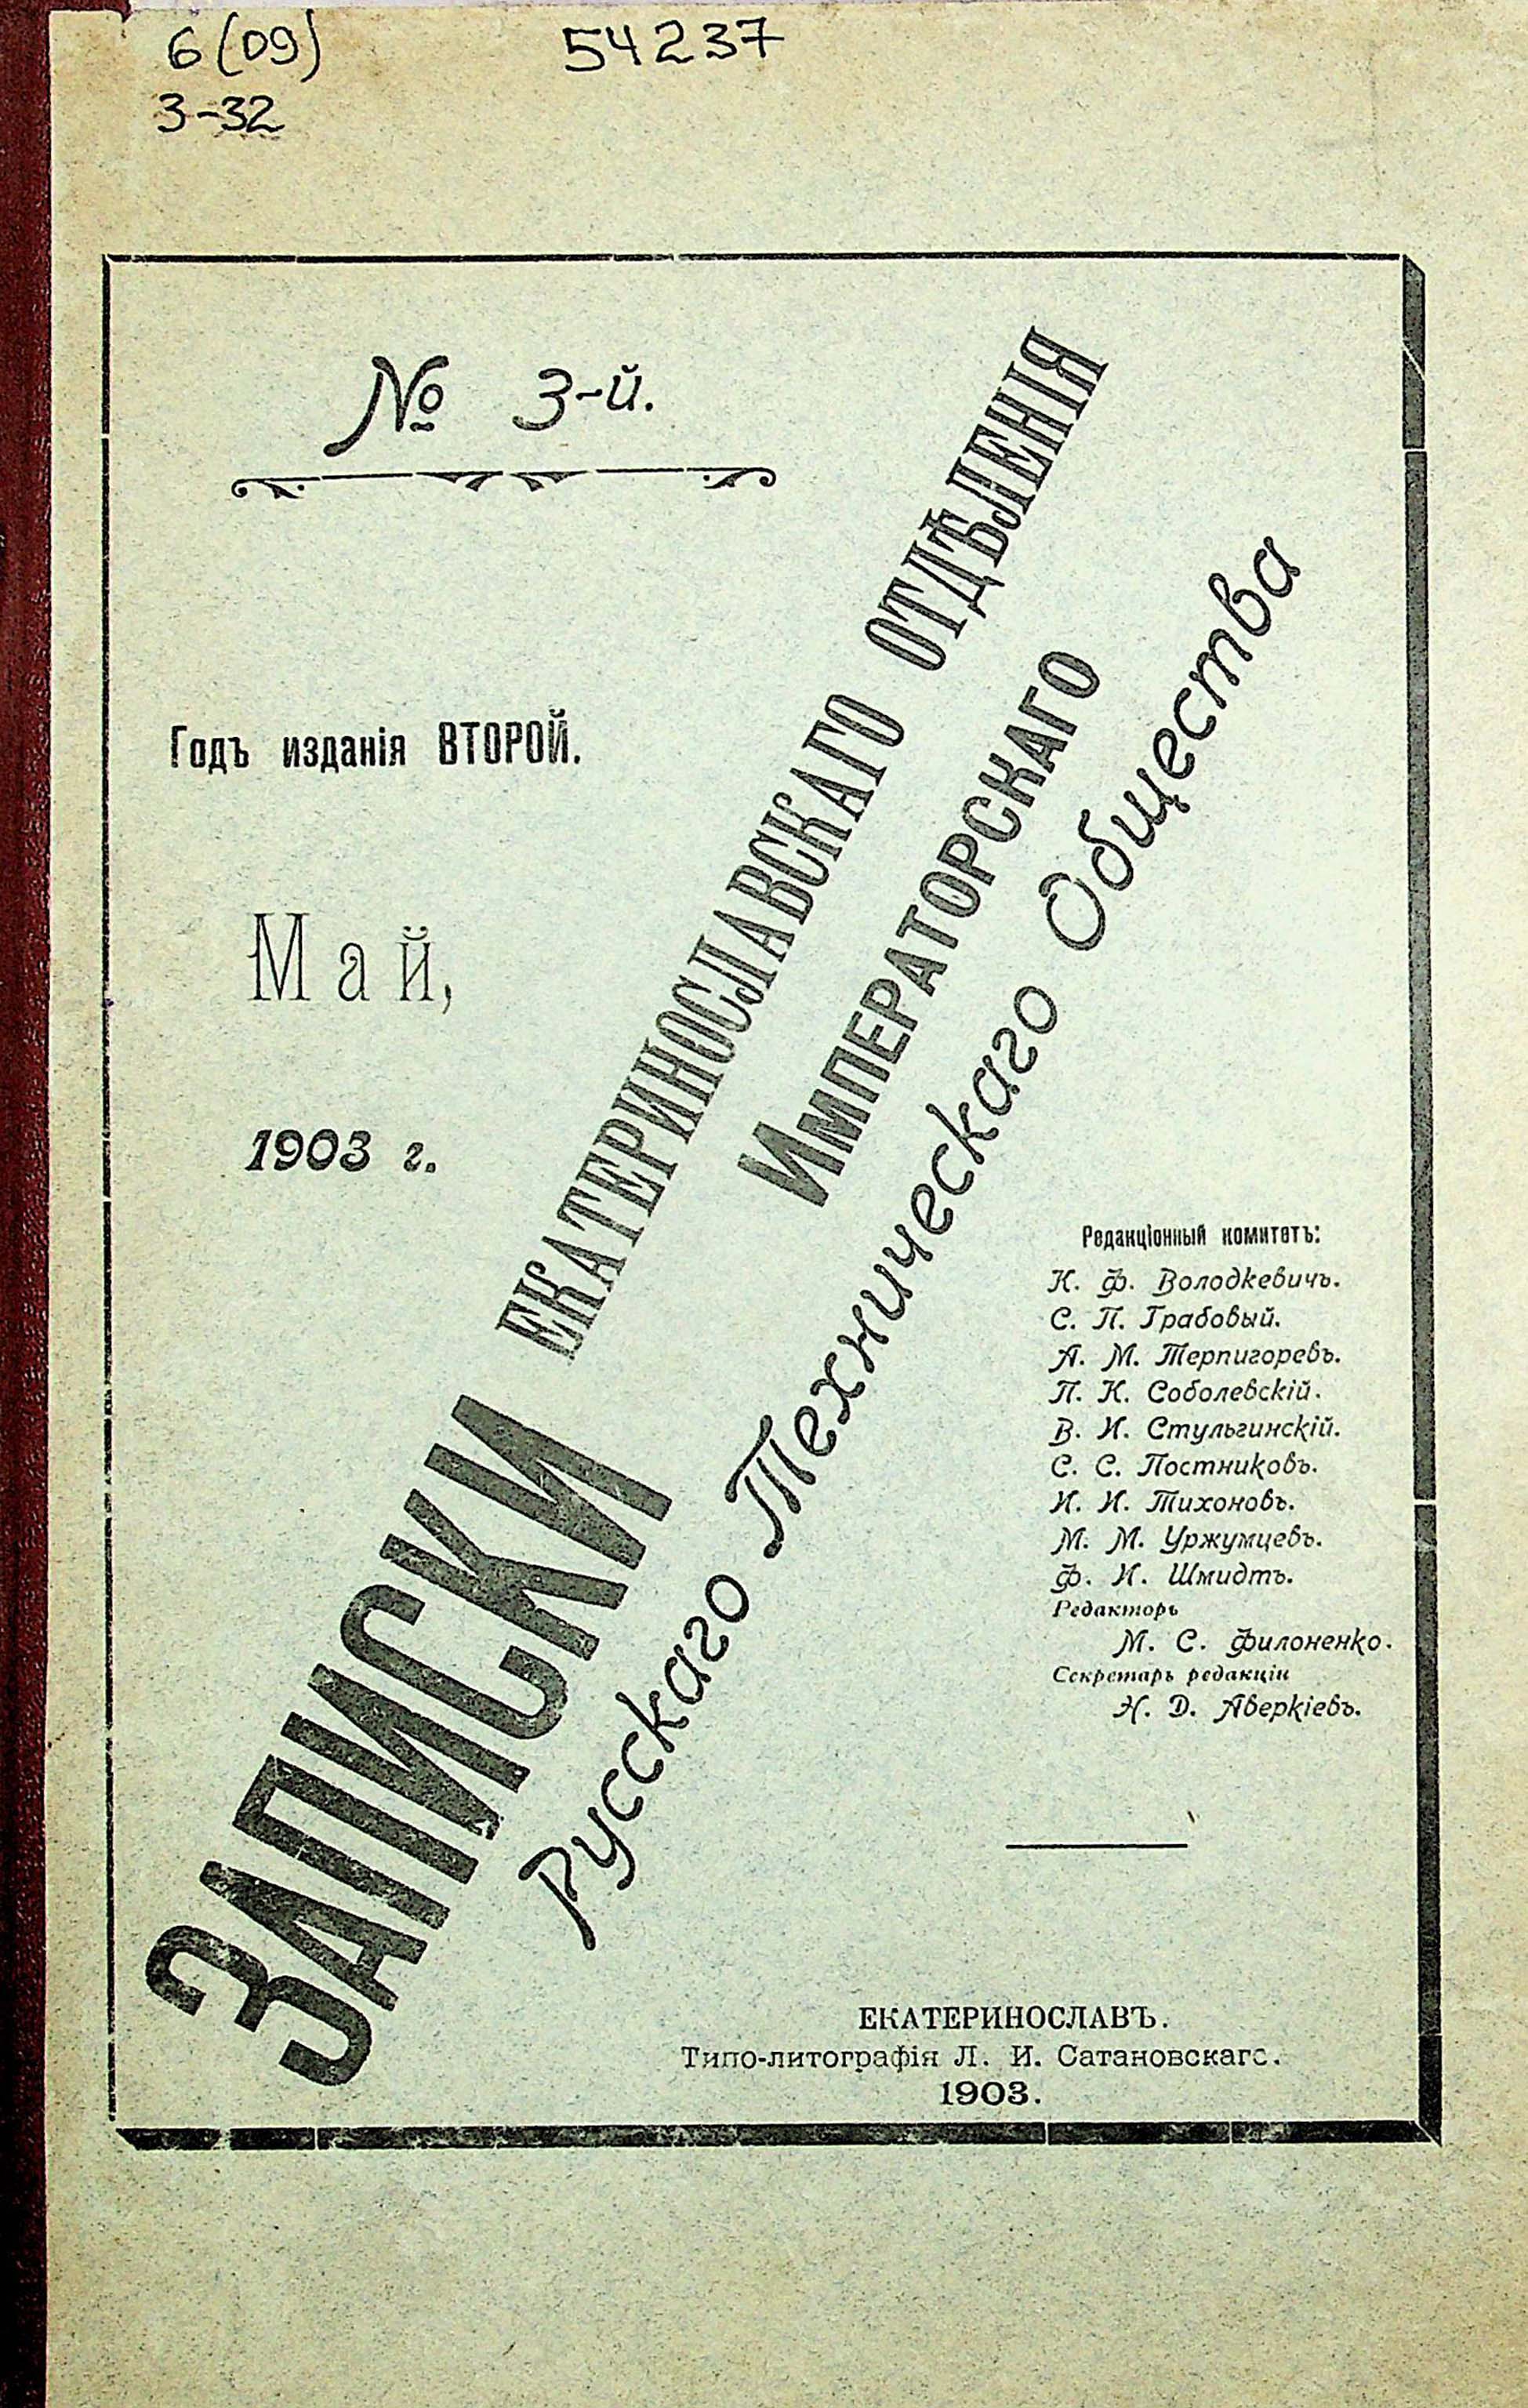 6(09)
54237
З-32
№ 3-й.
Годъ изданія ВТОРОЙ.
Май,
1903 г.
ЗАПИСКИ ЕКАТЕРИНОСЛАВСКАГО ОТДѢЛЕНІЯ
ИМПЕРАТОРСКАГО
Русскаго Техническаго Общества
Редакціонный комитетъ:
К. Ф. Володкевичъ.
С. П. Грабовый.
А. М. Терпигоревъ.
П. К. Соболевскій.
В. И. Стульгинскій.
С. С. Постниковъ.
И. И. Тихоновъ.
М. М. Уржумцевъ.
Ф. И. Шмидтъ.
Редакторъ
М. С. Филоненко.
Секретарь редакціи
Н. Д. Аверкіевъ.
ЕКАТЕРИНОСЛАВЪ.
Типо-литографія Л. И. Сатановскаго.
1903.